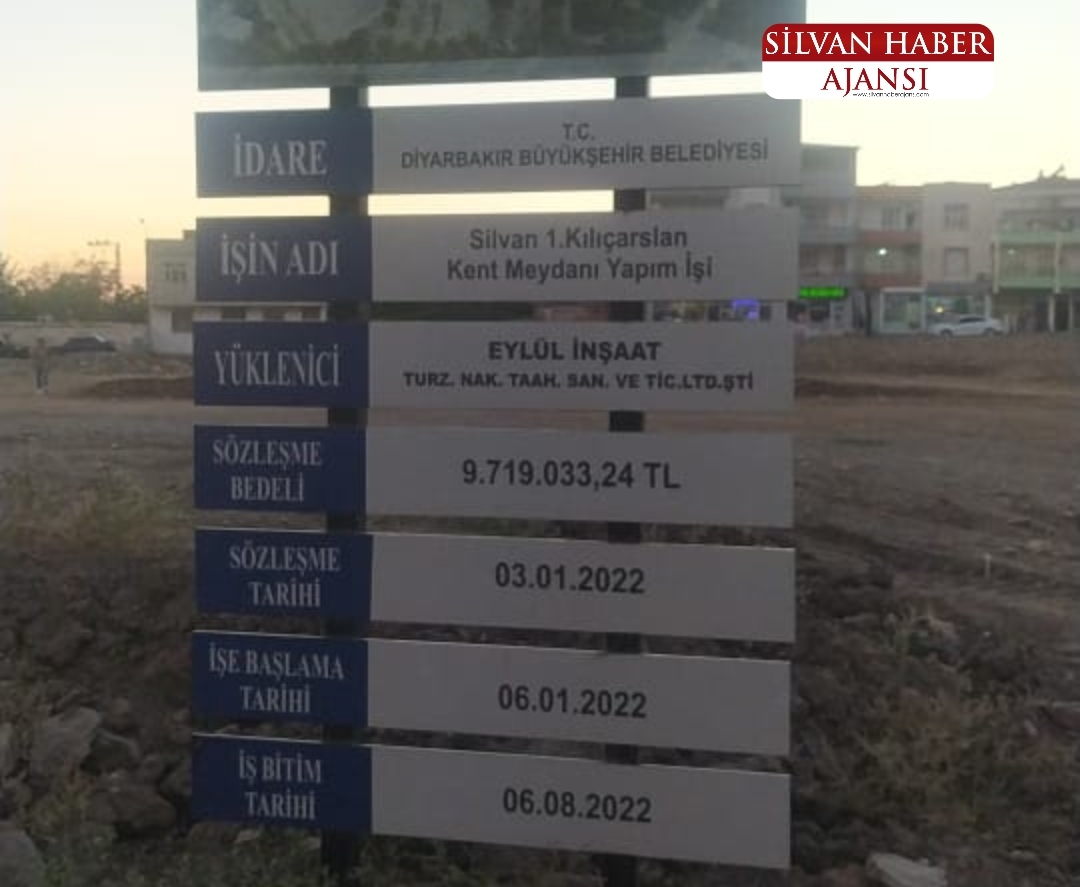 SİLVAN HABER
AJANSI
www.silvanhaberajansi.com
İDARE
T.C.
DİYARBAKIR BÜYÜKŞEHİR BELEDİYESİ
İŞİN ADI
Silvan 1.Kılıçarslan
Kent Meydanı Yapım İşi
YÜKLENİCİ
EYLÜL İNŞAAT
TURZ. NAK. TAAH. SAN. VE TİC.LTD.ŞTİ
SÖZLEŞME
BEDELİ
9.719.033,24 TL
SÖZLEŞME
TARİHİ
03.01.2022
İŞE BAŞLAMA
TARİHİ
06.01.2022
İŞ BİTİM
TARİHİ
06.08.2022